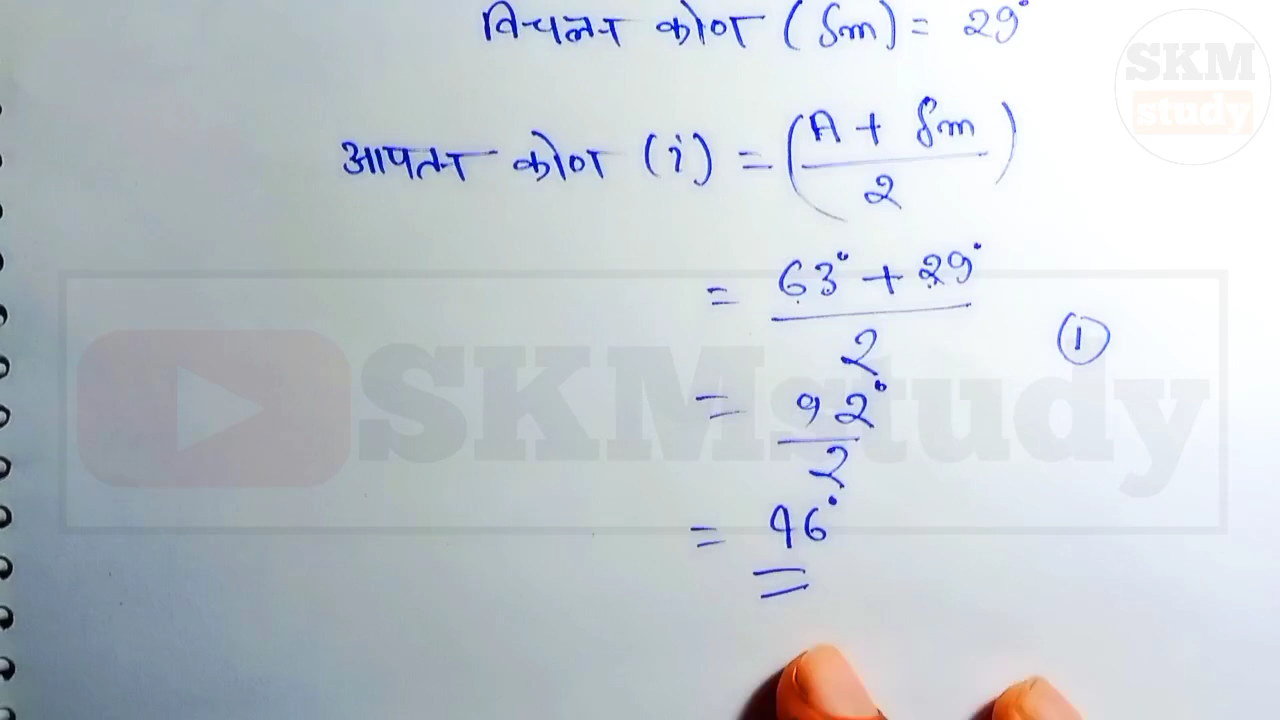 विचलन कोण (δm) = 29°
SKM
study
आपतन कोण (i) = (A + δm / 2)
= 63° + 29° / 2
①
SKMstudy
= 92° / 2
= 46°